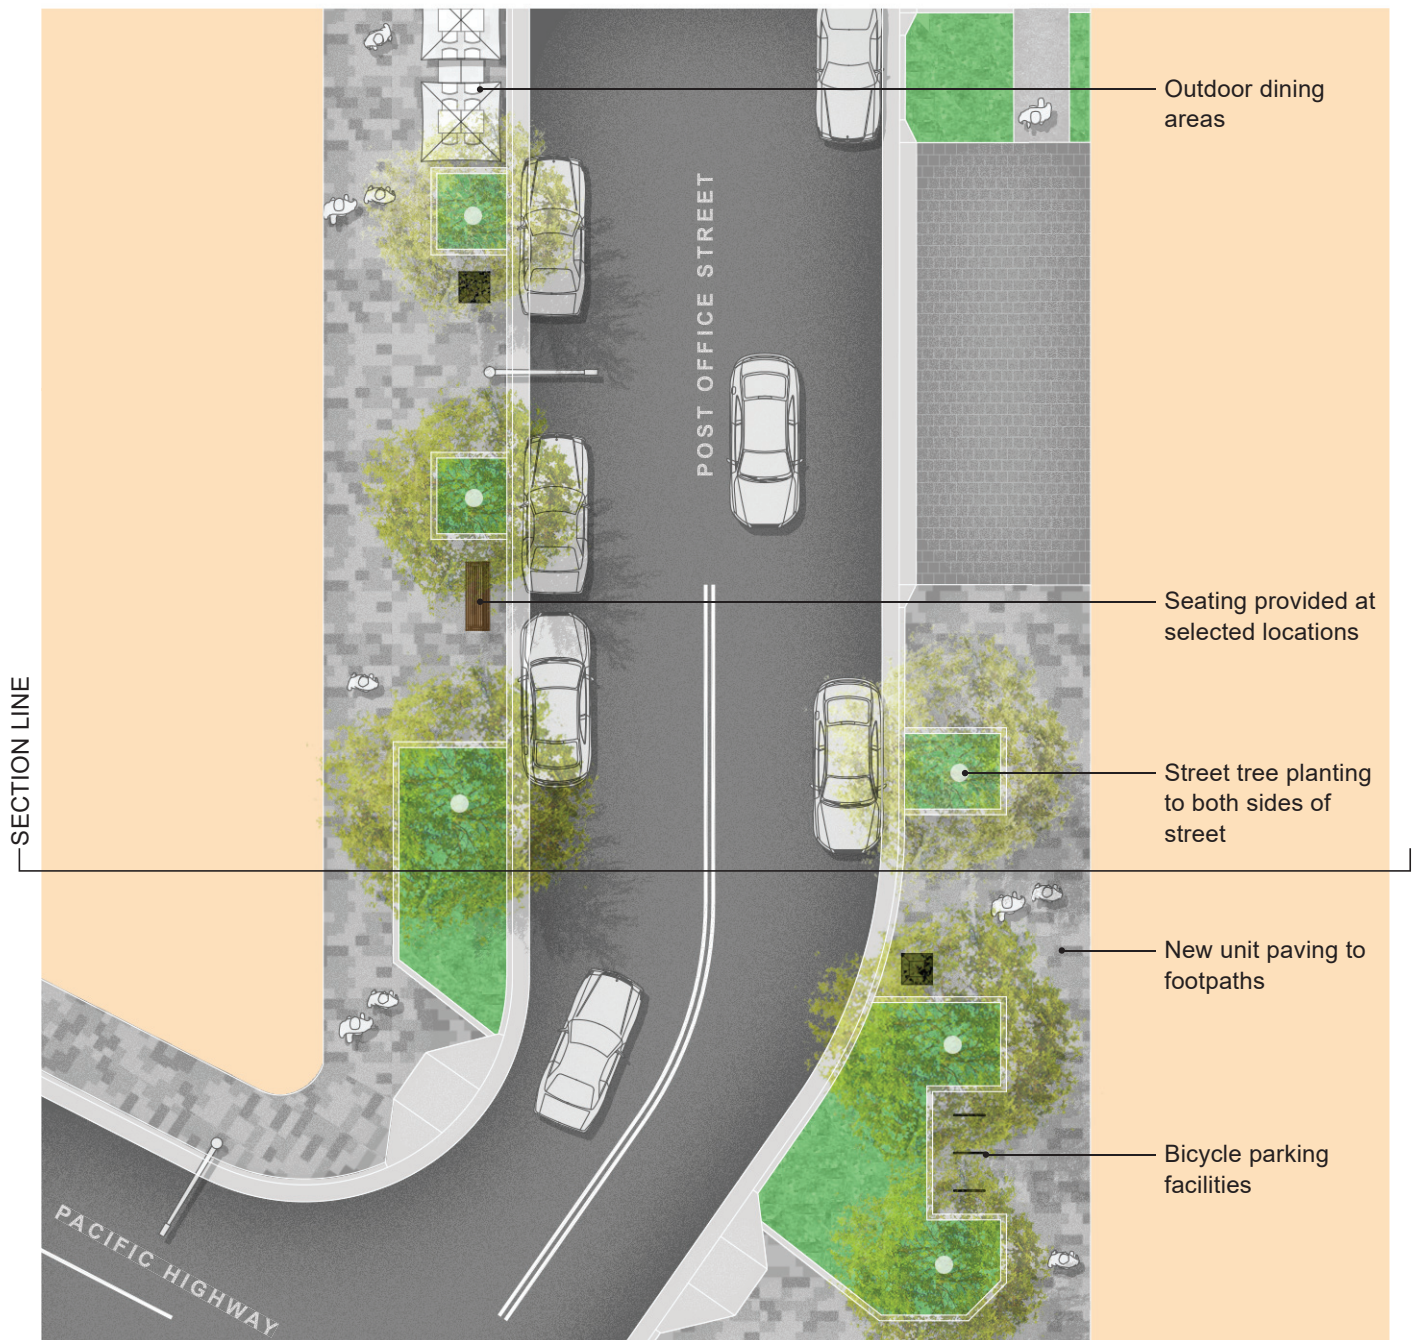 Outdoor dining
areas
POST OFFICE STREET
Seating provided at
selected locations
SECTION LINE
Street tree planting
to both sides of
street
New unit paving to
footpaths
Bicycle parking
facilities
PACIFIC HIGHWAY